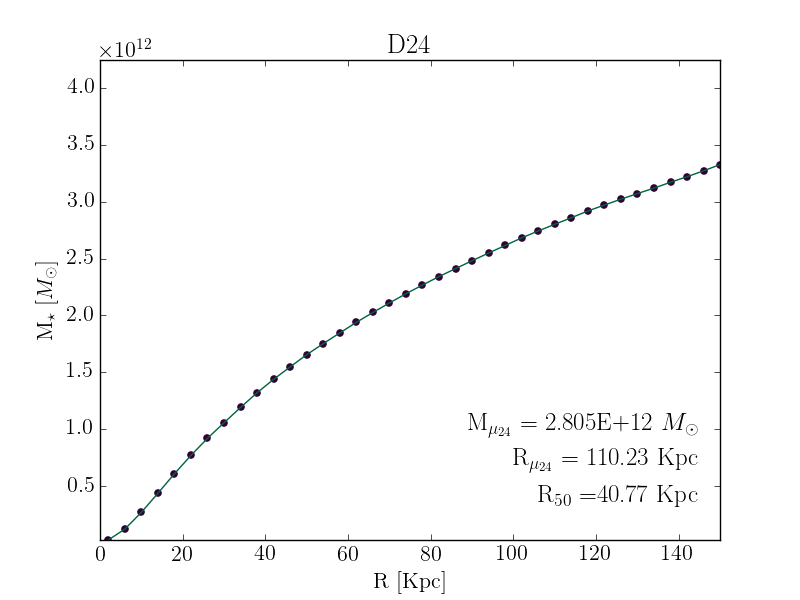 ×10¹²
D24
4.0
3.5
3.0
2.5
2.0
1.5
1.0
0.5
M⋆ [M⊙]
M_μ₂₄ = 2.805E+12 M⊙
R_μ₂₄ = 110.23 Kpc
R₅₀ =40.77 Kpc
0 20 40 60 80 100 120 140
R [Kpc]